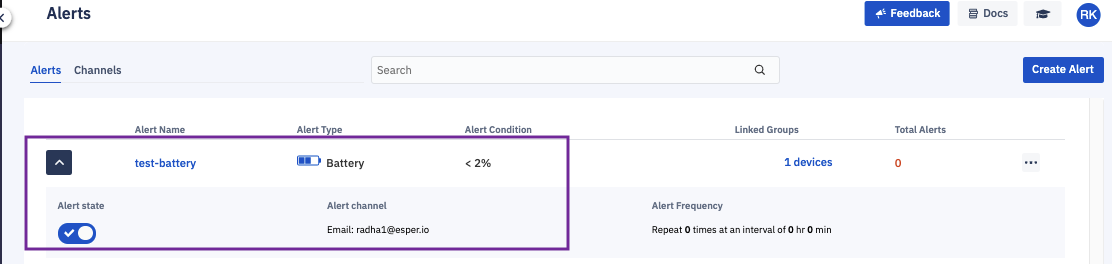 Alerts
Feedback
Docs
RK
Alerts Channels
Search
Create Alert
Alert Name Alert Type Alert Condition Linked Groups Total Alerts
test-battery Battery < 2% 1 devices 0
Alert state Alert channel Alert Frequency
Email: radha1@esper.io Repeat 0 times at an interval of 0 hr 0 min